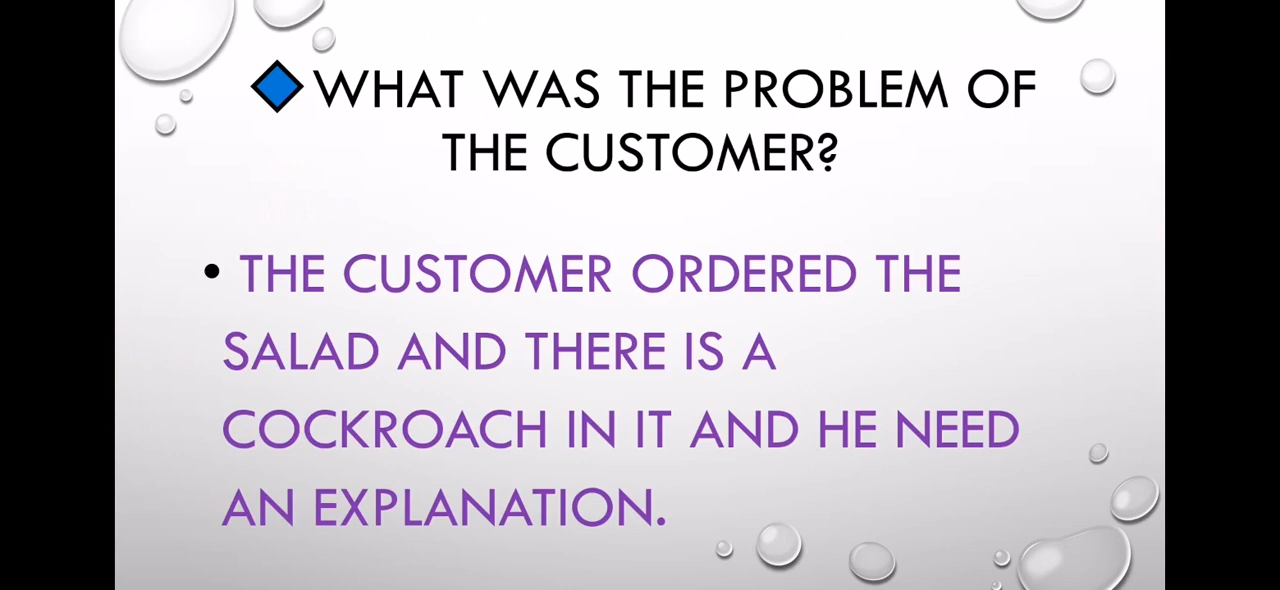 WHAT WAS THE PROBLEM OF
THE CUSTOMER?
• THE CUSTOMER ORDERED THE
SALAD AND THERE IS A
COCKROACH IN IT AND HE NEED
AN EXPLANATION.